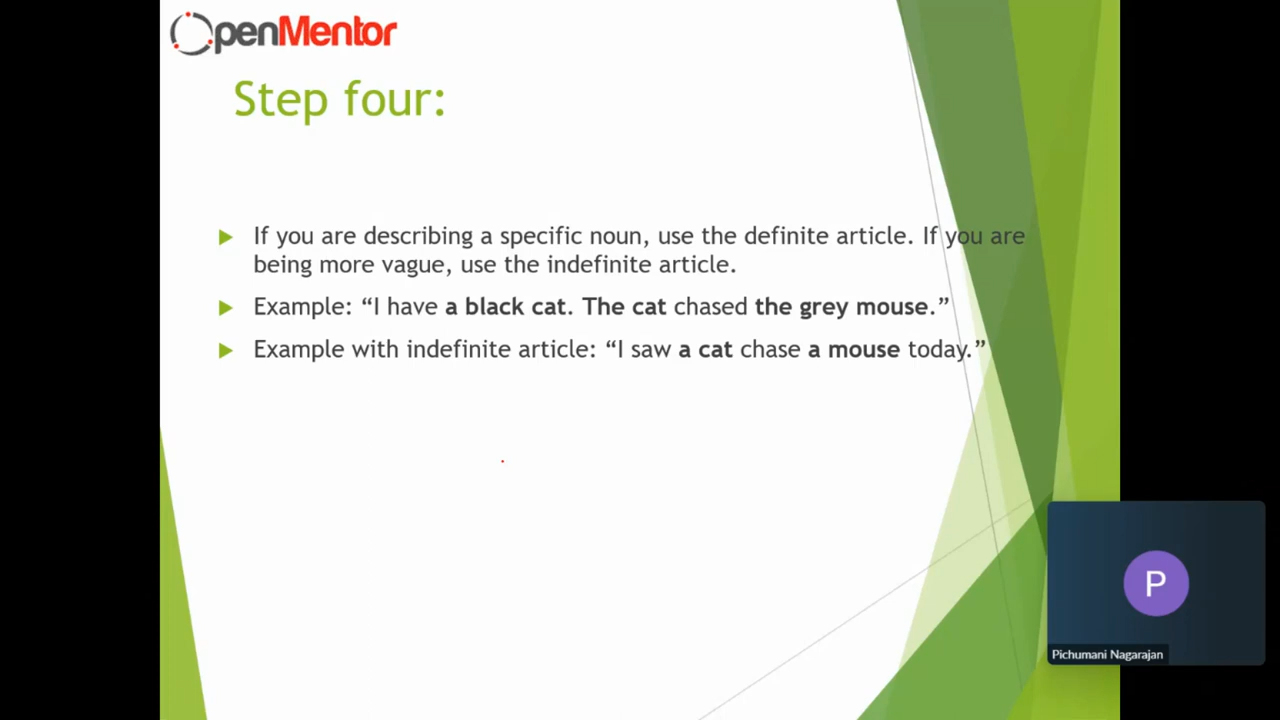 OpenMentor
Step four:
If you are describing a specific noun, use the definite article. If you are
being more vague, use the indefinite article.
Example: “I have a black cat. The cat chased the grey mouse.”
Example with indefinite article: “I saw a cat chase a mouse today.”
P
Pichumani Nagarajan